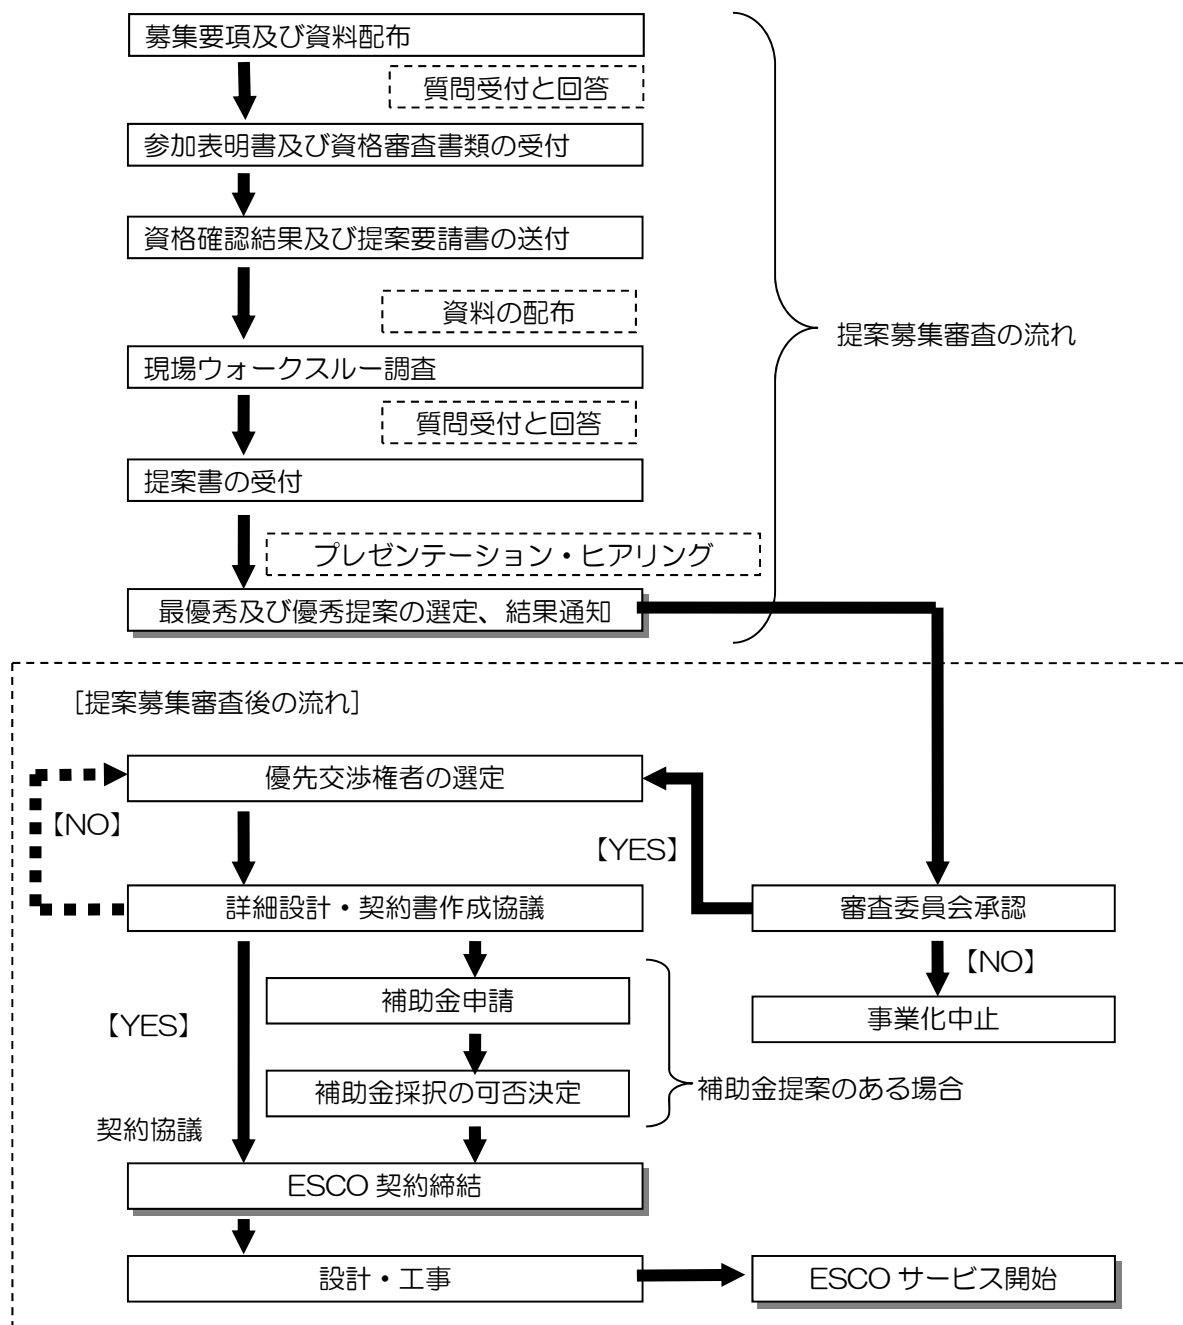 募集要項及び資料配布
質問受付と回答
参加表明書及び資格審査書類の受付
資格確認結果及び提案要請書の送付
資料の配布
提案募集審査の流れ
現場ウォークスルー調査
質問受付と回答
提案書の受付
プレゼンテーション・ヒアリング
最優秀及び優秀提案の選定、結果通知
[提案募集審査後の流れ]
優先交渉権者の選定
【NO】
【YES】
詳細設計・契約書作成協議
審査委員会承認
【NO】
補助金申請
事業化中止
【YES】
補助金採択の可否決定
補助金提案のある場合
契約協議
ESCO 契約締結
設計・工事
ESCO サービス開始